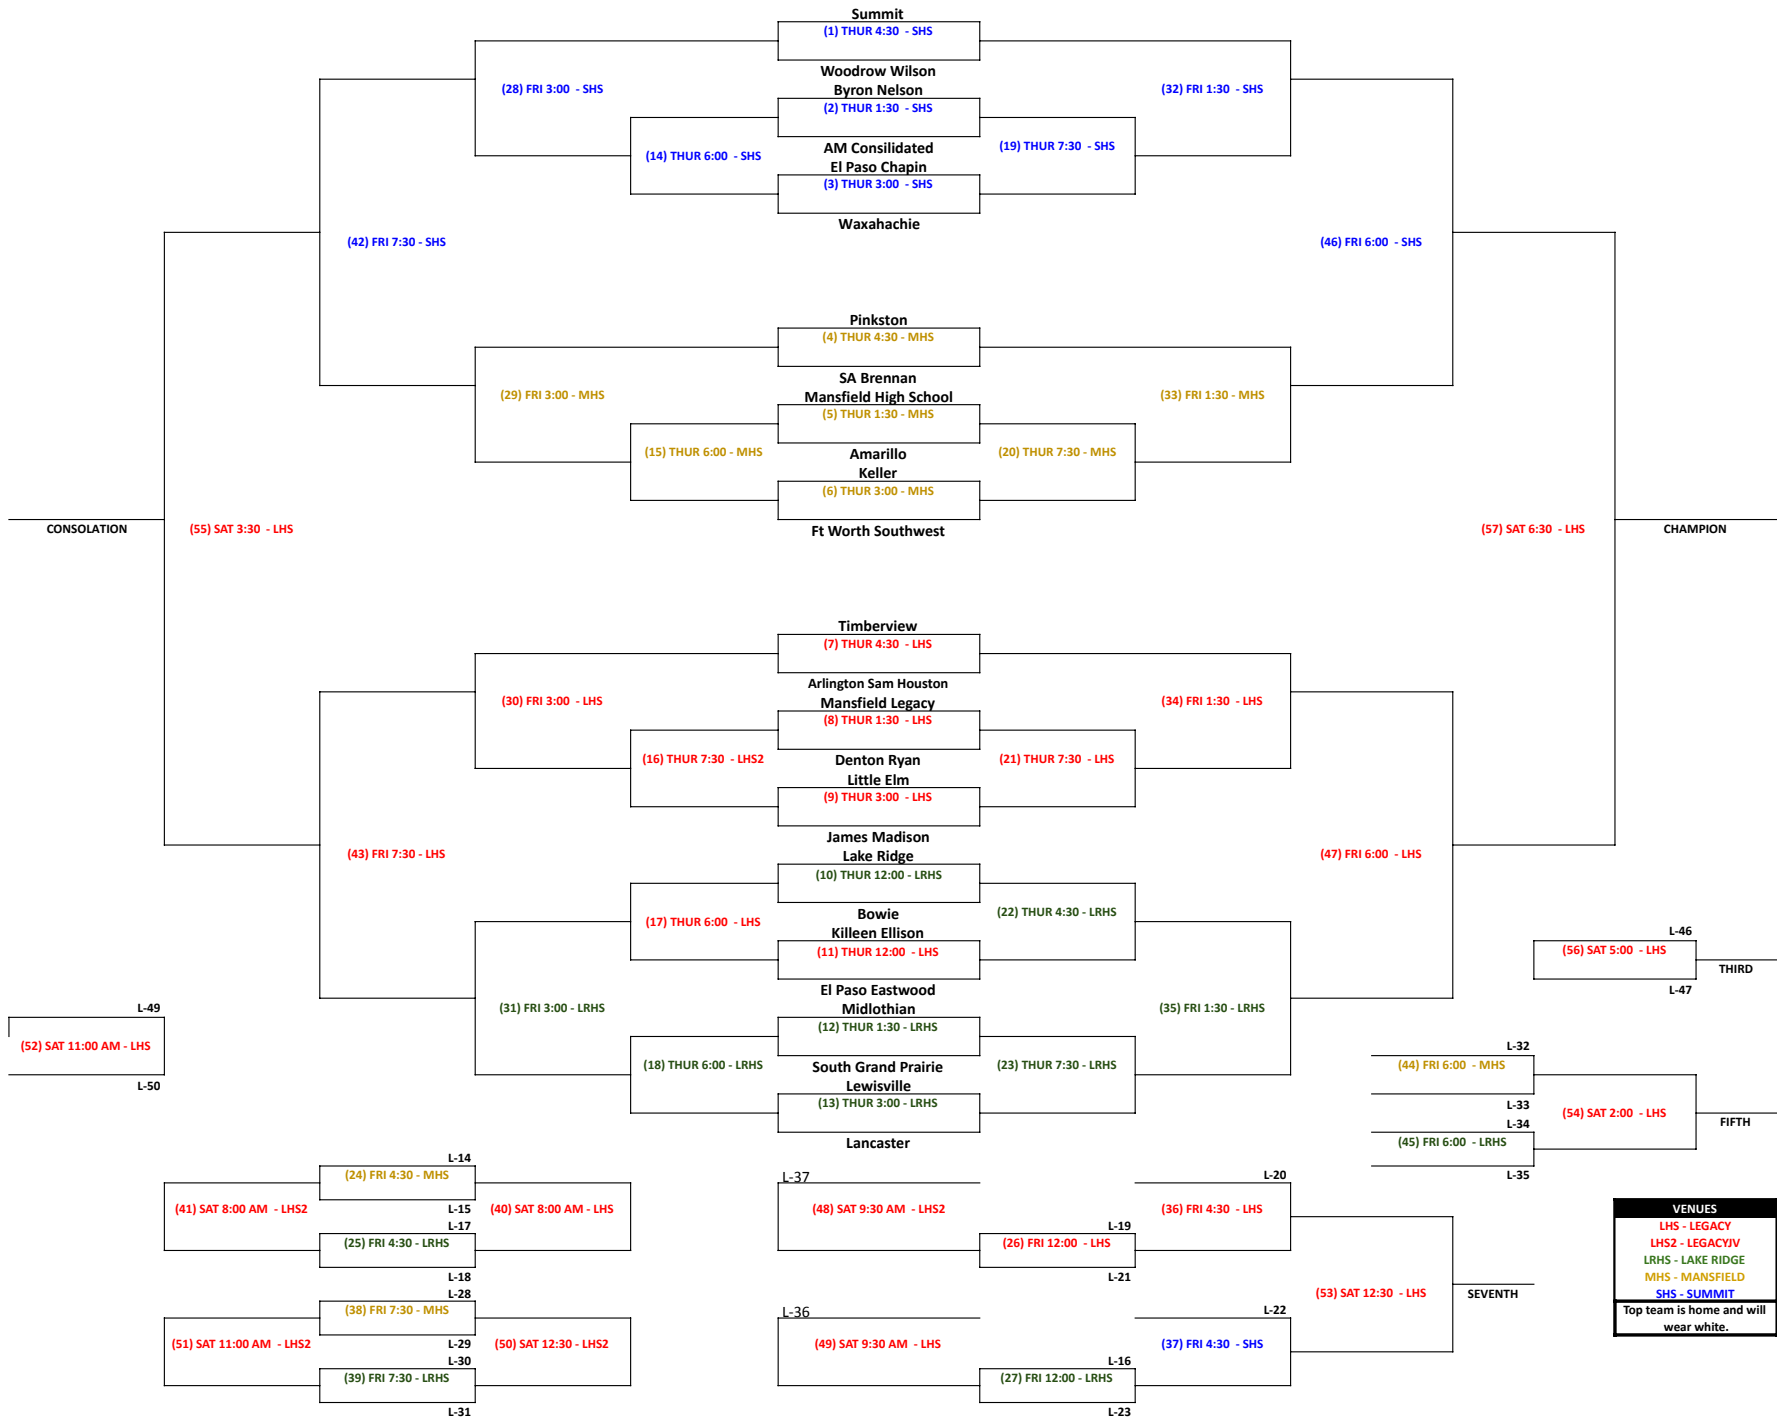 Summit
(1) THUR 4:30 - SHS
Woodrow Wilson
Byron Nelson
(28) FRI 3:00 - SHS
(32) FRI 1:30 - SHS
(2) THUR 1:30 - SHS
AM Consilidated
(14) THUR 6:00 - SHS
(19) THUR 7:30 - SHS
El Paso Chapin
(3) THUR 3:00 - SHS
Waxahachie
(42) FRI 7:30 - SHS
(46) FRI 6:00 - SHS
Pinkston
(4) THUR 4:30 - MHS
SA Brennan
Mansfield High School
(29) FRI 3:00 - MHS
(33) FRI 1:30 - MHS
(5) THUR 1:30 - MHS
Amarillo
(15) THUR 6:00 - MHS
(20) THUR 7:30 - MHS
Keller
(6) THUR 3:00 - MHS
Ft Worth Southwest
CONSOLATION
(55) SAT 3:30 - LHS
(57) SAT 6:30 - LHS
CHAMPION
Timberview
(7) THUR 4:30 - LHS
Arlington Sam Houston
Mansfield Legacy
(30) FRI 3:00 - LHS
(34) FRI 1:30 - LHS
(8) THUR 1:30 - LHS
Denton Ryan
(16) THUR 7:30 - LHS2
(21) THUR 7:30 - LHS
Little Elm
(9) THUR 3:00 - LHS
James Madison
Lake Ridge
(43) FRI 7:30 - LHS
(47) FRI 6:00 - LHS
(10) THUR 12:00 - LRHS
Bowie
(17) THUR 6:00 - LHS
(22) THUR 4:30 - LRHS
Killeen Ellison
(11) THUR 12:00 - LHS
L-46
(56) SAT 5:00 - LHS
THIRD
L-47
El Paso Eastwood
Midlothian
(31) FRI 3:00 - LRHS
(35) FRI 1:30 - LRHS
L-49
(52) SAT 11:00 AM - LHS
L-50
(12) THUR 1:30 - LRHS
South Grand Prairie
(18) THUR 6:00 - LRHS
(23) THUR 7:30 - LRHS
Lewisville
(13) THUR 3:00 - LRHS
Lancaster
L-32
(44) FRI 6:00 - MHS
L-33
(54) SAT 2:00 - LHS
FIFTH
L-34
(45) FRI 6:00 - LRHS
L-35
L-14
(24) FRI 4:30 - MHS
L-15
(41) SAT 8:00 AM - LHS2
(40) SAT 8:00 AM - LHS
L-17
(25) FRI 4:30 - LRHS
L-18
L-37
L-20
(48) SAT 9:30 AM - LHS2
(36) FRI 4:30 - LHS
L-19
(26) FRI 12:00 - LHS
L-21
L-28
(38) FRI 7:30 - MHS
L-29
(51) SAT 11:00 AM - LHS2
(50) SAT 12:30 - LHS2
L-30
(39) FRI 7:30 - LRHS
L-31
(53) SAT 12:30 - LHS
SEVENTH
L-36
L-22
(49) SAT 9:30 AM - LHS
(37) FRI 4:30 - SHS
L-16
(27) FRI 12:00 - LRHS
L-23
VENUES
LHS - LEGACY
LHS2 - LEGACYJV
LRHS - LAKE RIDGE
MHS - MANSFIELD
SHS - SUMMIT
Top team is home and will
wear white.